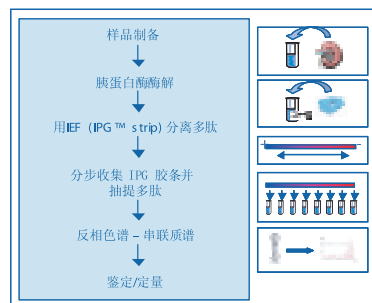 样品制备
胰蛋白酶酶解
用IEF（IPG™ strip）分离多肽
分步收集 IPG 胶条并
抽提多肽
反相色谱–串联质谱
鉴定/定量